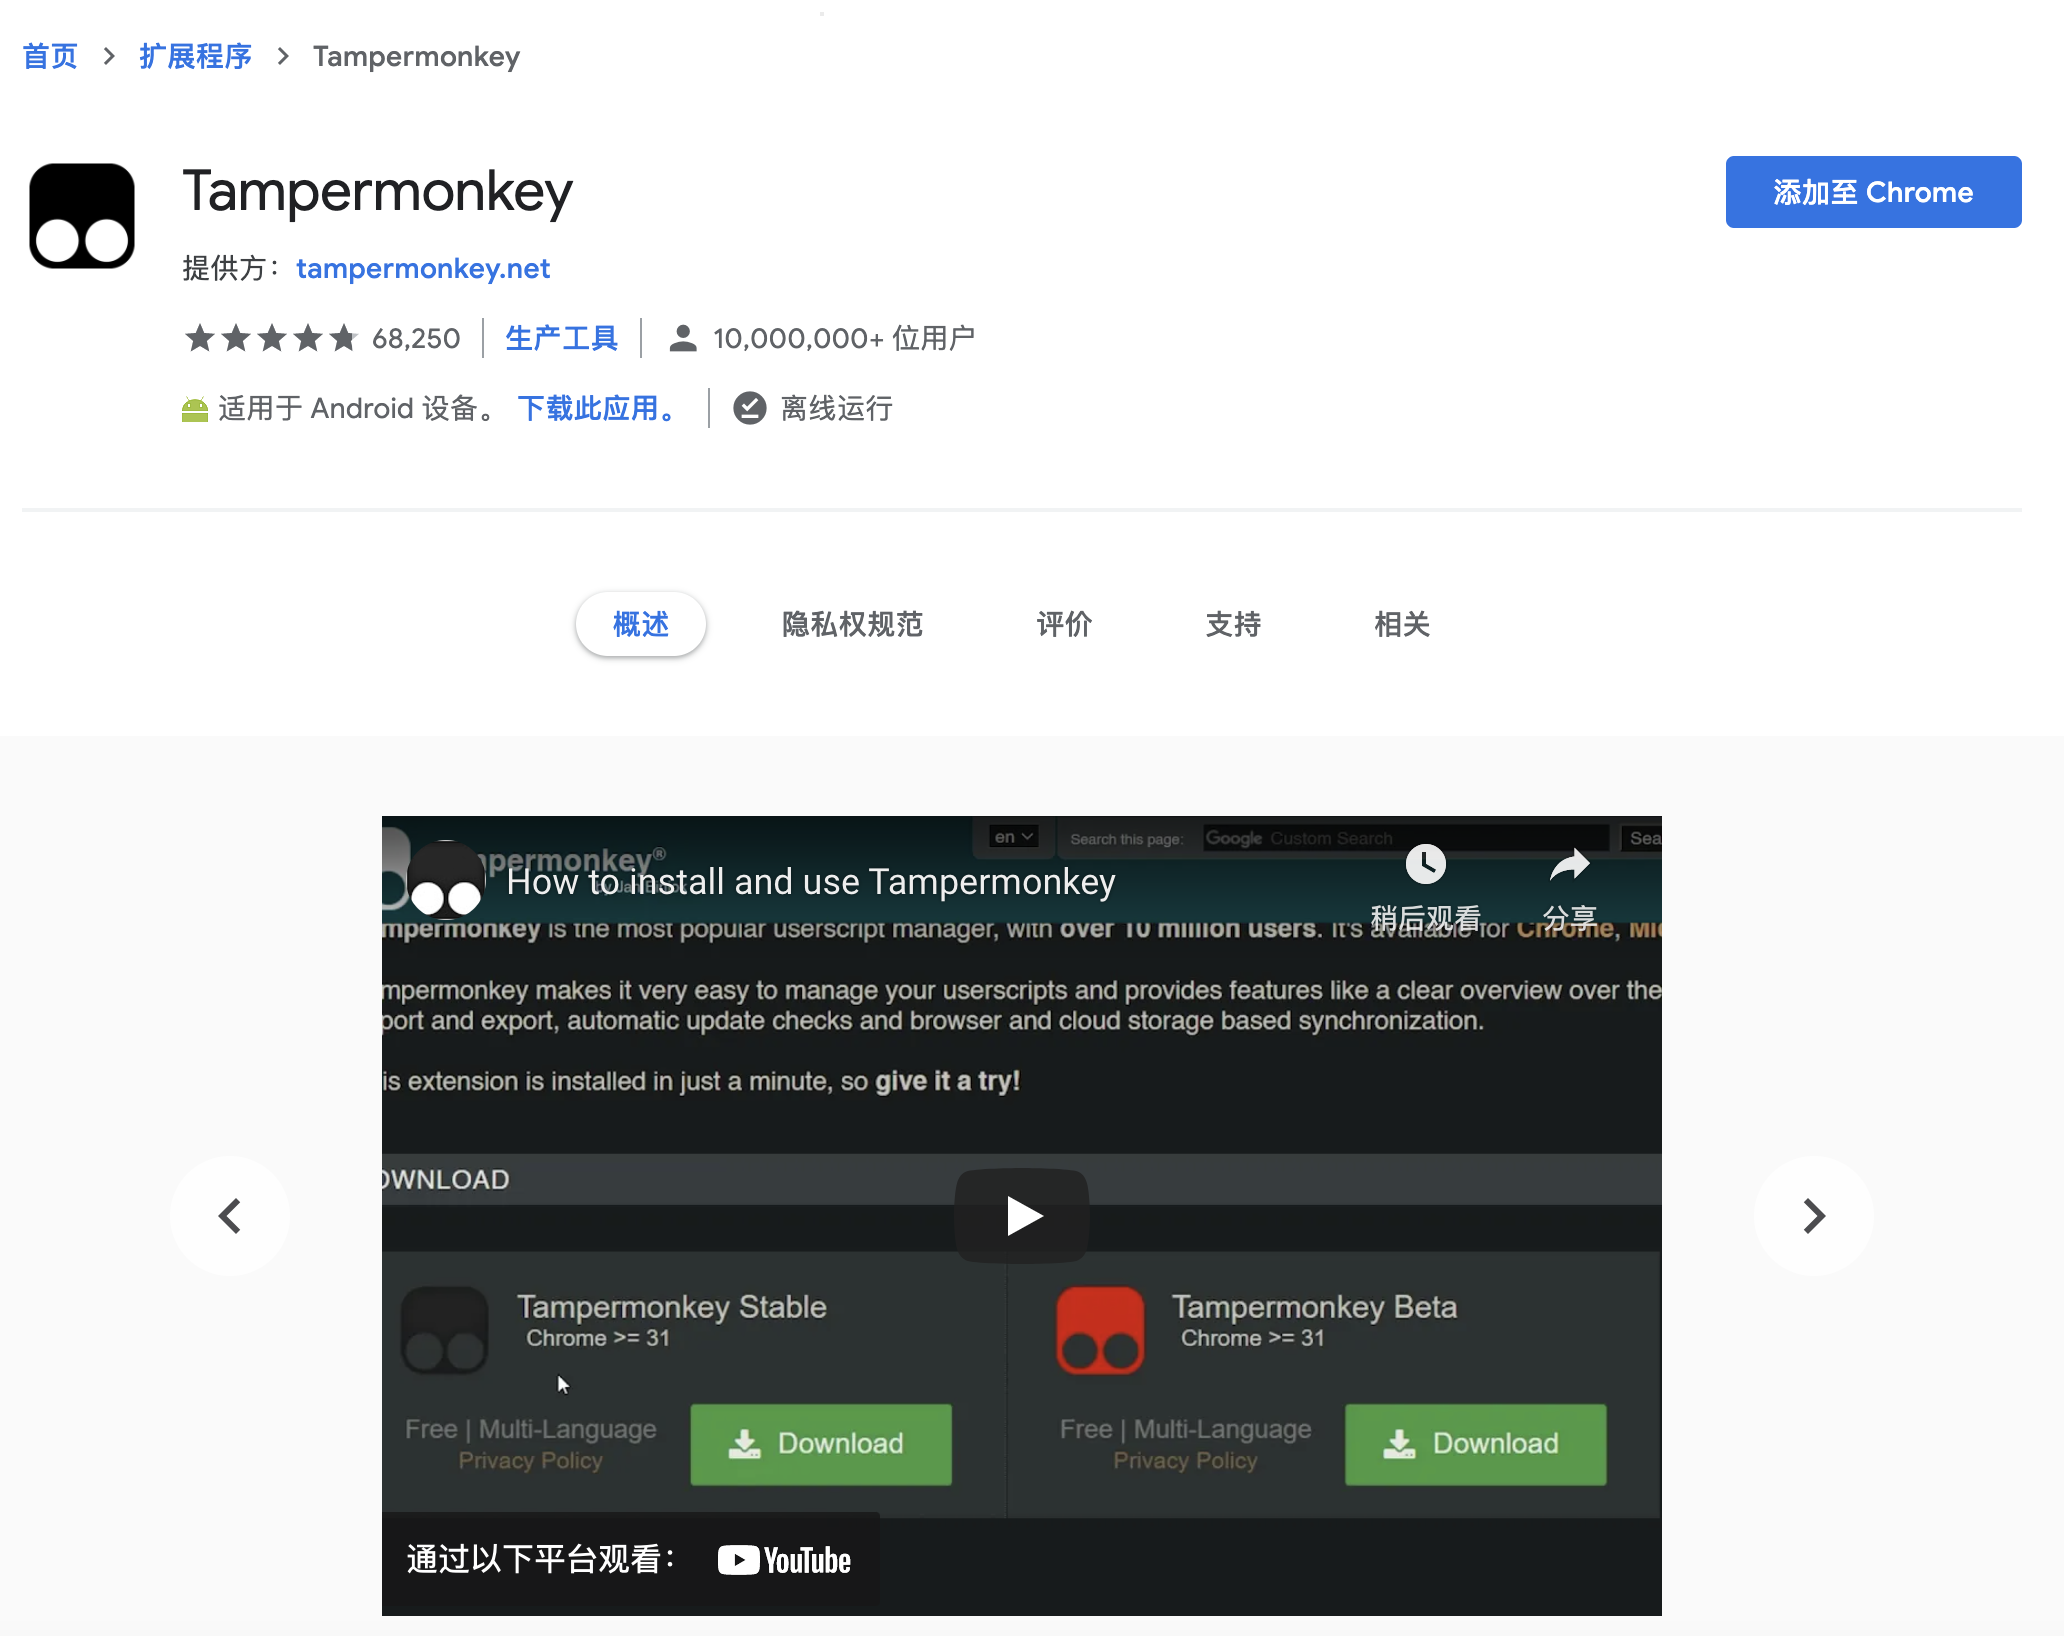 首页 > 扩展程序 > Tampermonkey
Tampermonkey
添加至 Chrome
提供方： tampermonkey.net
68,250 | 生产工具 | 10,000,000+ 位用户
适用于 Android 设备。 下载此应用。 | 离线运行
概述 隐私权规范 评价 支持 相关
en Search this page: Google Custom Search Sea
permonkey®
How to install and use Tampermonkey
稍后观看 分享
mpermonkey is the most popular userscript manager, with over 10 million users. It's available for Chrome, Mic
mpermonkey makes it very easy to manage your userscripts and provides features like a clear overview over the
port and export, automatic update checks and browser and cloud storage based synchronization.
is extension is installed in just a minute, so give it a try!
OWNLOAD
Tampermonkey Stable
Chrome >= 31
Free | Multi-Language
Privacy Policy
Download
Tampermonkey Beta
Chrome >= 31
Free | Multi-Language
Privacy Policy
Download
通过以下平台观看： YouTube